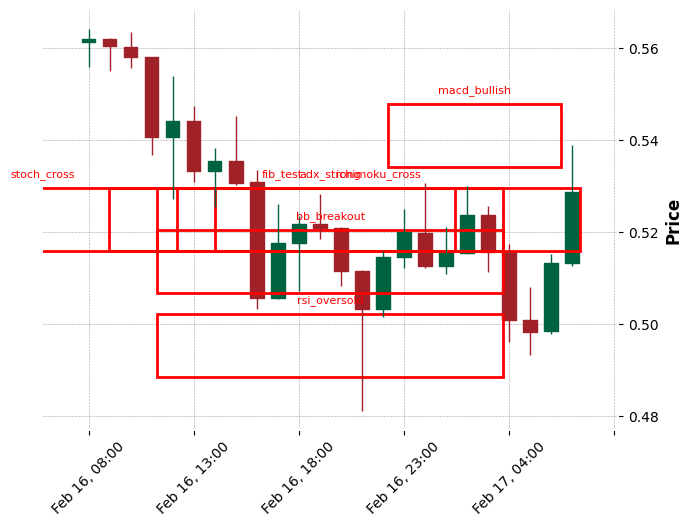 macd_bullish
stoch_cross
fib_test
adx_strong
ichimoku_cross
bb_breakout
rsi_oversold
0.56
0.54
0.52
0.50
0.48
Price
Feb 16, 08:00
Feb 16, 13:00
Feb 16, 18:00
Feb 16, 23:00
Feb 17, 04:00